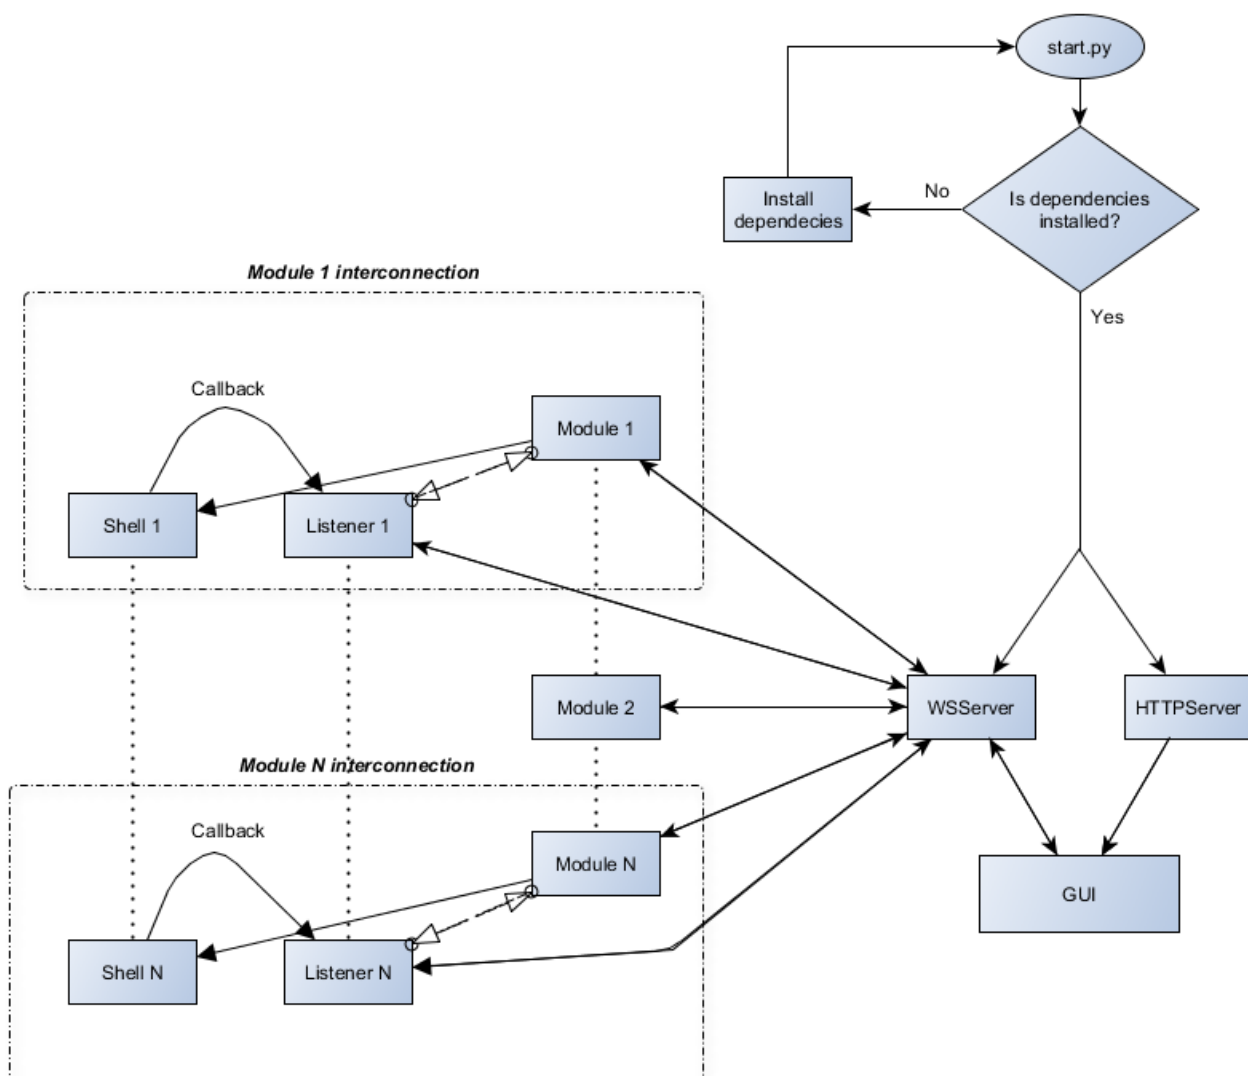 start.py
Is dependencies
installed?
No
Install
dependecies
Yes
Module 1 interconnection
Callback
Module 1
Shell 1
Listener 1
Module 2
WSServer
HTTPServer
Module N interconnection
Callback
Module N
GUI
Shell N
Listener N